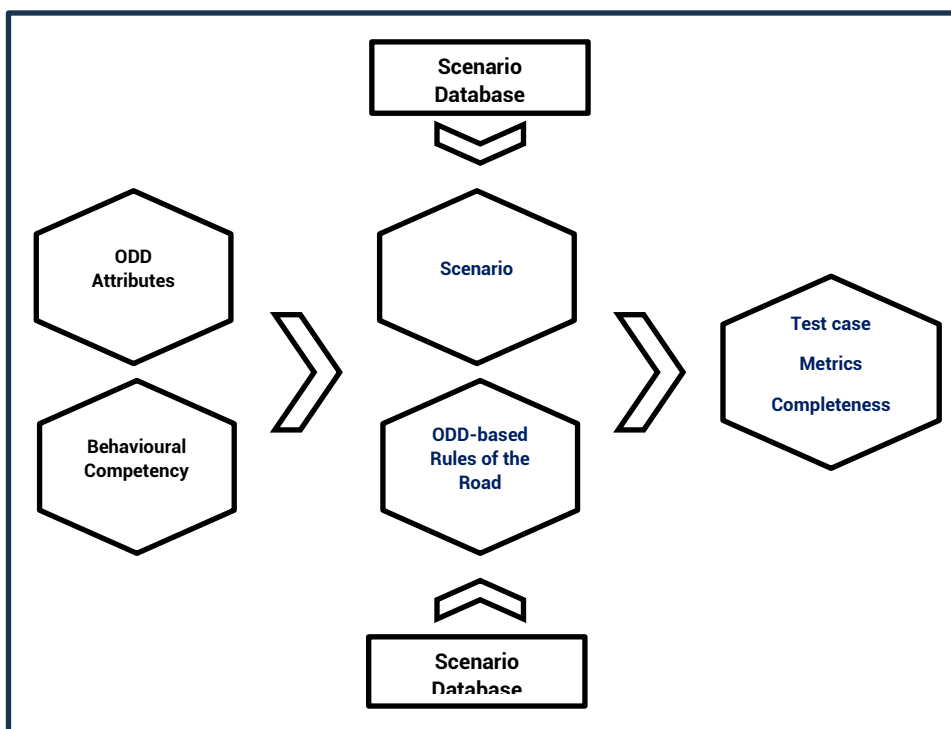 Scenario
Database
ODD
Attributes
Behavioural
Competency
Scenario
ODD-based
Rules of the
Road
Test case
Metrics
Completeness
Scenario
Database